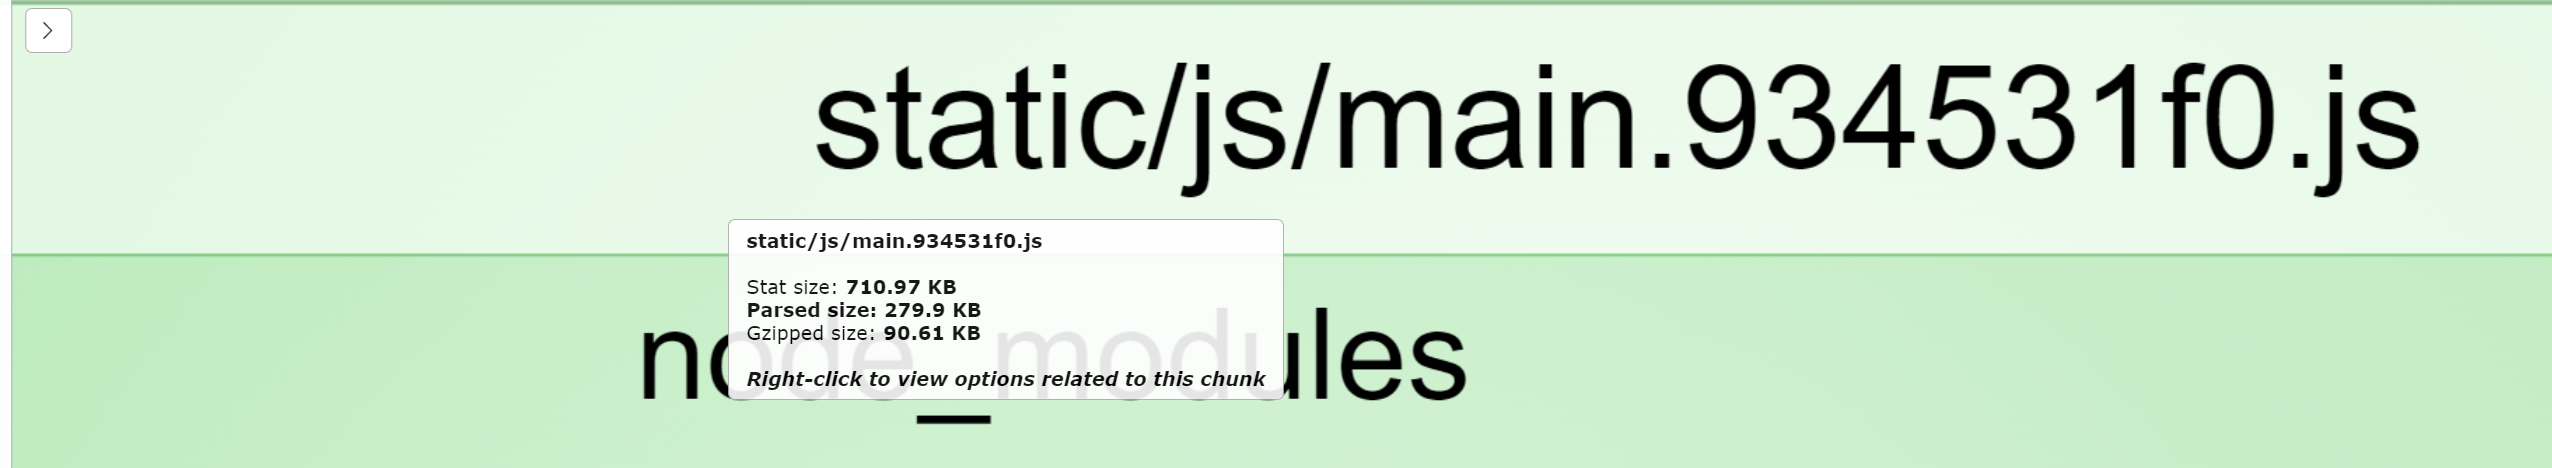 static/js/main.934531f0.js
static/js/main.934531f0.js
Stat size: 710.97 KB
Parsed size: 279.9 KB
Gzipped size: 90.61 KB
Right-click to view options related to this chunk
node_modules